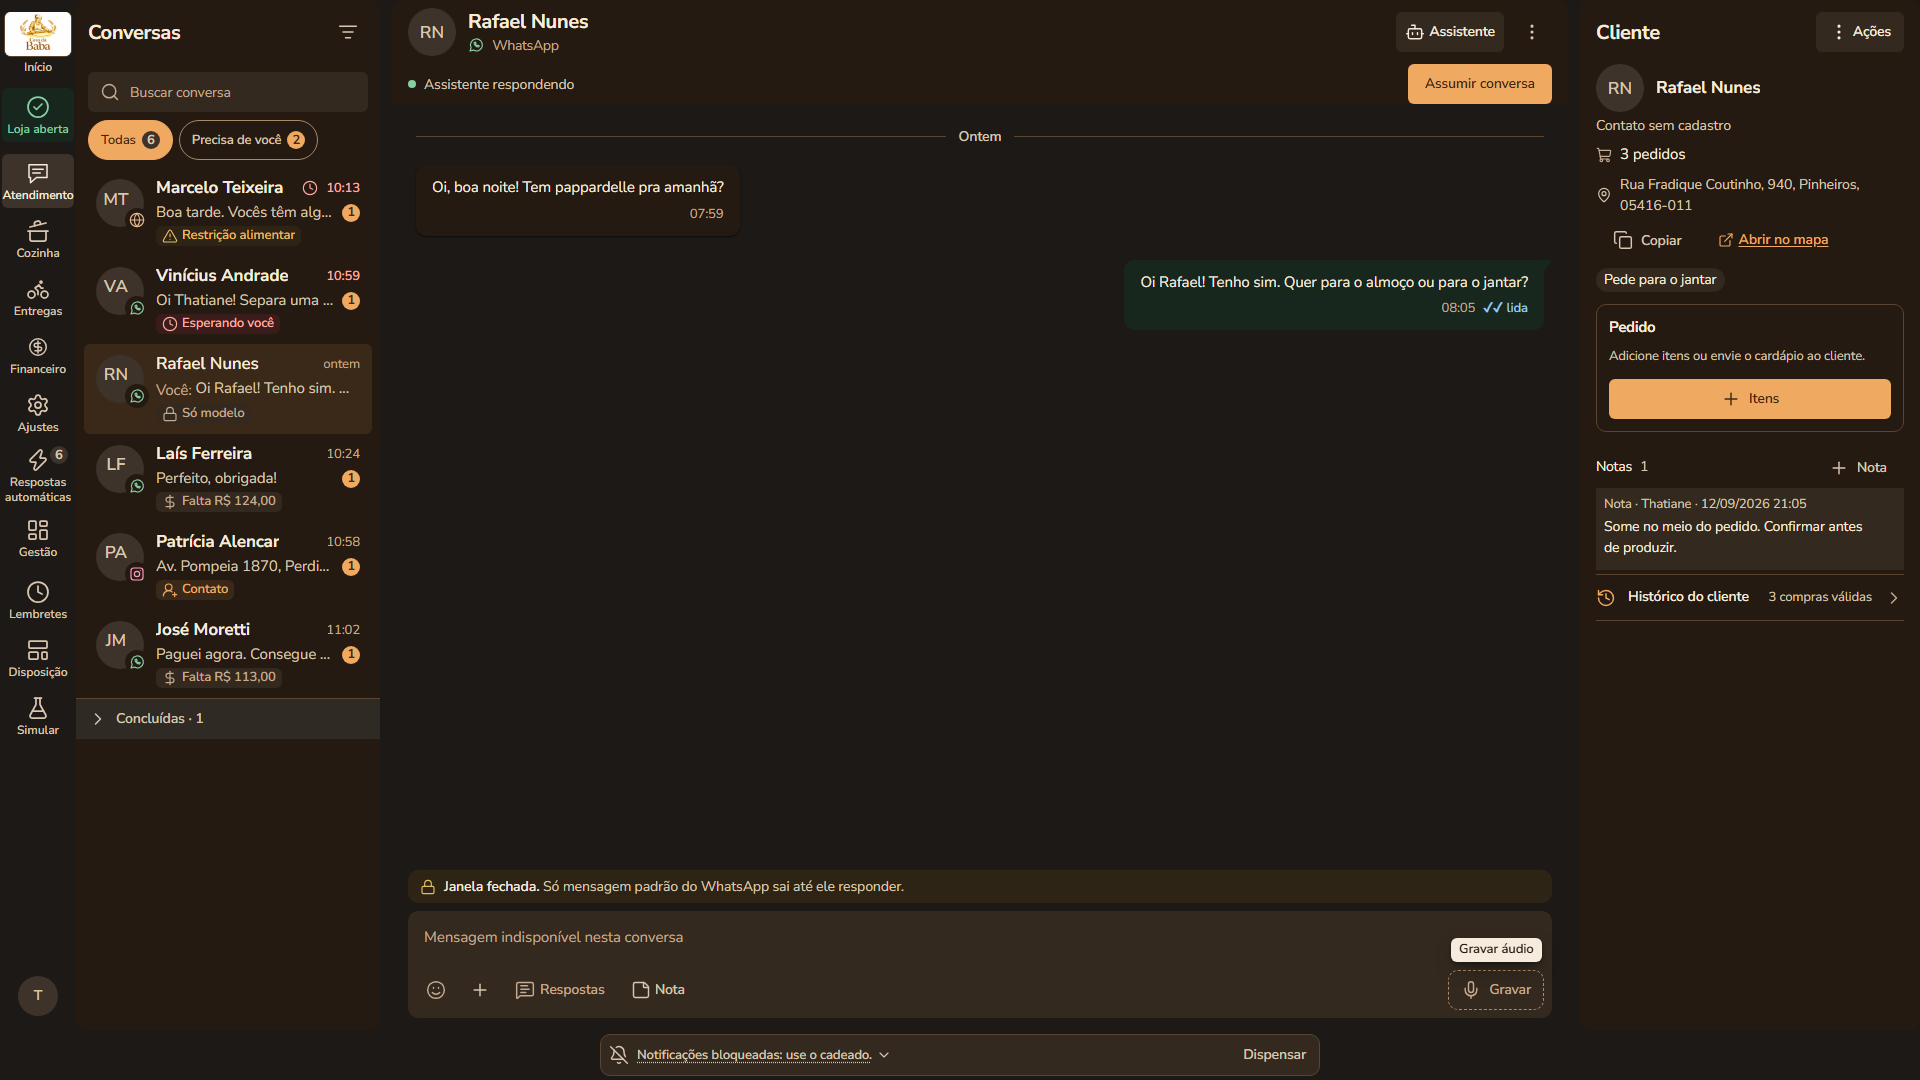 Casa da
Baba
Início
Loja aberta
Atendimento
Cozinha
Entregas
Financeiro
Ajustes
6
Respostas
automáticas
Gestão
Lembretes
Disposição
Simular
T
Conversas
Buscar conversa
Todas 6
Precisa de você 2
MT
Marcelo Teixeira 10:13
Boa tarde. Vocês têm alg... 1
Restrição alimentar
VA
Vinícius Andrade 10:59
Oi Thatiane! Separa uma ... 1
Esperando você
RN
Rafael Nunes ontem
Você: Oi Rafael! Tenho sim. ...
Só modelo
LF
Laís Ferreira 10:24
Perfeito, obrigada! 1
Falta R$ 124,00
PA
Patrícia Alencar 10:58
Av. Pompeia 1870, Perdi... 1
Contato
JM
José Moretti 11:02
Paguei agora. Consegue ... 1
Falta R$ 113,00
Concluídas · 1
RN
Rafael Nunes
WhatsApp
Assistente
Assistente respondendo
Assumir conversa
Ontem
Oi, boa noite! Tem pappardelle pra amanhã?
07:59
Oi Rafael! Tenho sim. Quer para o almoço ou para o jantar?
08:05 lida
Janela fechada. Só mensagem padrão do WhatsApp sai até ele responder.
Mensagem indisponível nesta conversa
Gravar áudio
Respostas
Nota
Gravar
Notificações bloqueadas: use o cadeado.
Dispensar
Cliente
Ações
RN
Rafael Nunes
Contato sem cadastro
3 pedidos
Rua Fradique Coutinho, 940, Pinheiros,
05416-011
Copiar
Abrir no mapa
Pede para o jantar
Pedido
Adicione itens ou envie o cardápio ao cliente.
Itens
Notas 1
Nota
Nota · Thatiane · 12/09/2026 21:05
Some no meio do pedido. Confirmar antes
de produzir.
Histórico do cliente 3 compras válidas